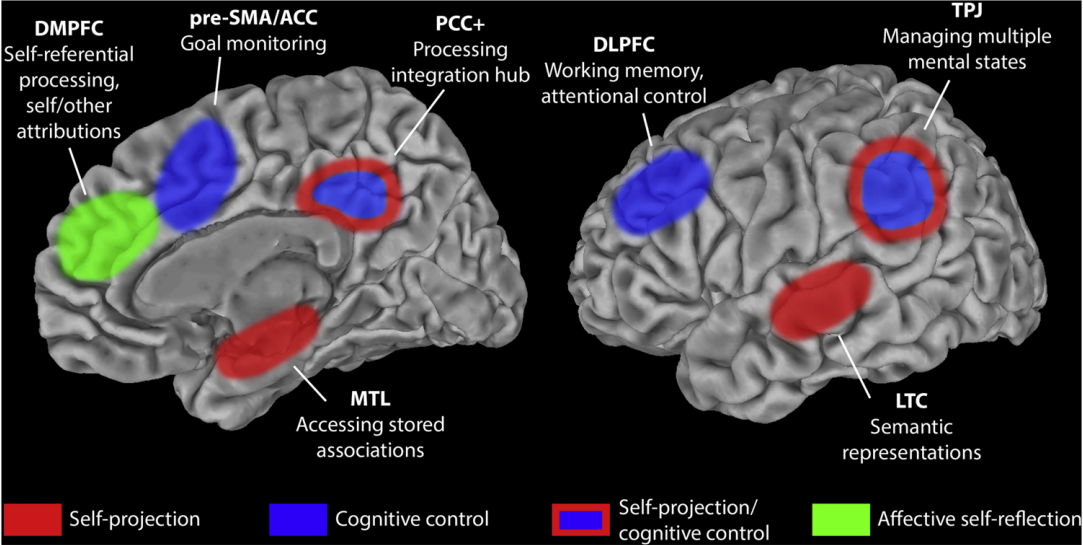 DMPFC
Self-referential
processing,
self/other
attributions
pre-SMA/ACC
Goal monitoring
PCC+
Processing
integration hub
DLPFC
Working memory,
attentional control
TPJ
Managing multiple
mental states
MTL
Accessing stored
associations
LTC
Semantic
representations
Self-projection
Cognitive control
Self-projection/
cognitive control
Affective self-reflection